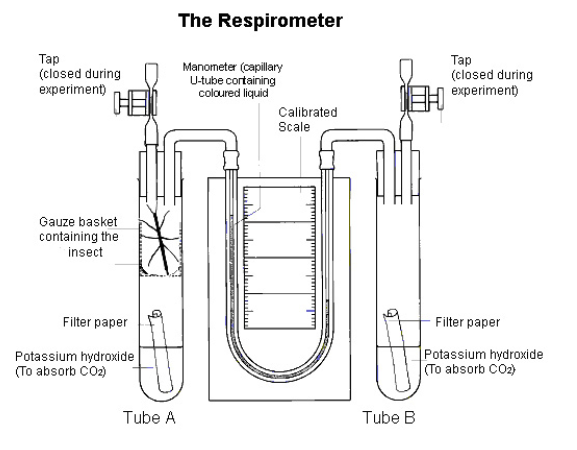 The Respirometer
Tap
(closed during
experiment)
Manometer (capillary
U-tube containing
coloured liquid
Calibrated
Scale
Tap
(closed during
experiment)
Gauze basket
containing the
insect
Filter paper
Potassium hydroxide
(To absorb CO₂)
Filter paper
Potassium hydroxide
(To absorb CO₂)
Tube A
Tube B